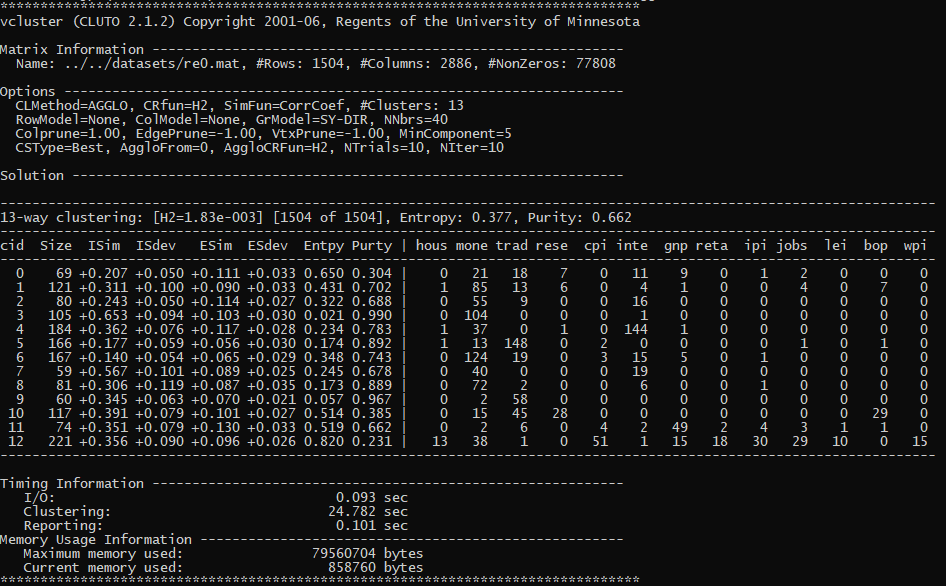 ********************************************************************************
vcluster (CLUTO 2.1.2) Copyright 2001-06, Regents of the University of Minnesota
Matrix Information -----------------------------------------------------------
  Name: ../../datasets/re0.mat, #Rows: 1504, #Columns: 2886, #NonZeros: 77808
Options ----------------------------------------------------------------------
  CLMethod=AGGLO, CRfun=H2, SimFun=CorrCoef, #Clusters: 13
  RowModel=None, ColModel=None, GrModel=SY-DIR, NNbrs=40
  Colprune=1.00, EdgePrune=-1.00, VtxPrune=-1.00, MinComponent=5
  CSType=Best, AggloFrom=0, AggloCRFun=H2, NTrials=10, NIter=10
Solution ---------------------------------------------------------------------
---------------------------------------------------------------------------------------------------------------------
13-way clustering: [H2=1.83e-003] [1504 of 1504], Entropy: 0.377, Purity: 0.662
---------------------------------------------------------------------------------------------------------------------
cid  Size  ISim  ISdev   ESim  ESdev  Entpy Purty | hous mone trad rese  cpi inte  gnp reta  ipi jobs  lei  bop  wpi
---------------------------------------------------------------------------------------------------------------------
  0    69 +0.207 +0.050 +0.111 +0.033 0.650 0.304 |    0   21   18    7    0   11    9    0    1    2    0    0    0
  1   121 +0.311 +0.100 +0.090 +0.033 0.431 0.702 |    1   85   13    6    0    4    1    0    0    4    0    7    0
  2    80 +0.243 +0.050 +0.114 +0.027 0.322 0.688 |    0   55    9    0    0   16    0    0    0    0    0    0    0
  3   105 +0.653 +0.094 +0.103 +0.030 0.021 0.990 |    0  104    0    0    0    1    0    0    0    0    0    0    0
  4   184 +0.362 +0.076 +0.117 +0.028 0.234 0.783 |    1   37    0    1    0  144    1    0    0    0    0    0    0
  5   166 +0.177 +0.059 +0.056 +0.030 0.174 0.892 |    1   13  148    0    2    0    0    0    0    1    0    1    0
  6   167 +0.140 +0.054 +0.065 +0.029 0.348 0.743 |    0  124   19    0    3   15    5    0    1    0    0    0    0
  7    59 +0.567 +0.101 +0.089 +0.025 0.245 0.678 |    0   40    0    0    0   19    0    0    0    0    0    0    0
  8    81 +0.306 +0.119 +0.087 +0.035 0.173 0.889 |    0   72    2    0    0    6    0    0    1    0    0    0    0
  9    60 +0.345 +0.063 +0.070 +0.021 0.057 0.967 |    0    2   58    0    0    0    0    0    0    0    0    0    0
 10   117 +0.391 +0.079 +0.101 +0.027 0.514 0.385 |    0   15   45   28    0    0    0    0    0    0    0   29    0
 11    74 +0.351 +0.079 +0.130 +0.033 0.519 0.662 |    0    2    6    0    4    2   49    2    4    3    1    1    0
 12   221 +0.356 +0.090 +0.096 +0.026 0.820 0.231 |   13   38    1    0   51    1   15   18   30   29   10    0   15
---------------------------------------------------------------------------------------------------------------------
Timing Information -----------------------------------------------------------
   I/O:                                   0.093 sec
   Clustering:                           24.782 sec
   Reporting:                             0.101 sec
Memory Usage Information -----------------------------------------------------
   Maximum memory used:                79560704 bytes
   Current memory used:                  858760 bytes
********************************************************************************